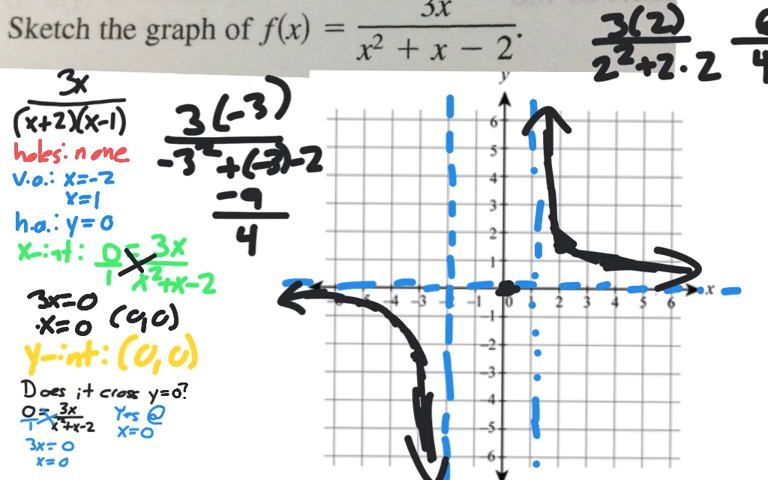 Sketch the graph of f(x) = 3x / x² + x − 2.
3(2) / 2²+2·2
3x / (x+2)(x-1)
holes: none
v.a.: x=-2
x=1
h.a.: y=0
x-int: 0/1 = 3x / x²+x-2
3x=0
x=0 (0,0)
y-int: (0,0)
Does it cross y=0?
0/1 = 3x / x²+x-2
Yes @
x=0
3x=0
x=0
3(-3) / -3²+(-3)-2
-9 / 4
y
6
5
4
3
2
1
-4 -3 -1 0 2 3 4 5 6 x
-1
-2
-3
-4
-5
-6